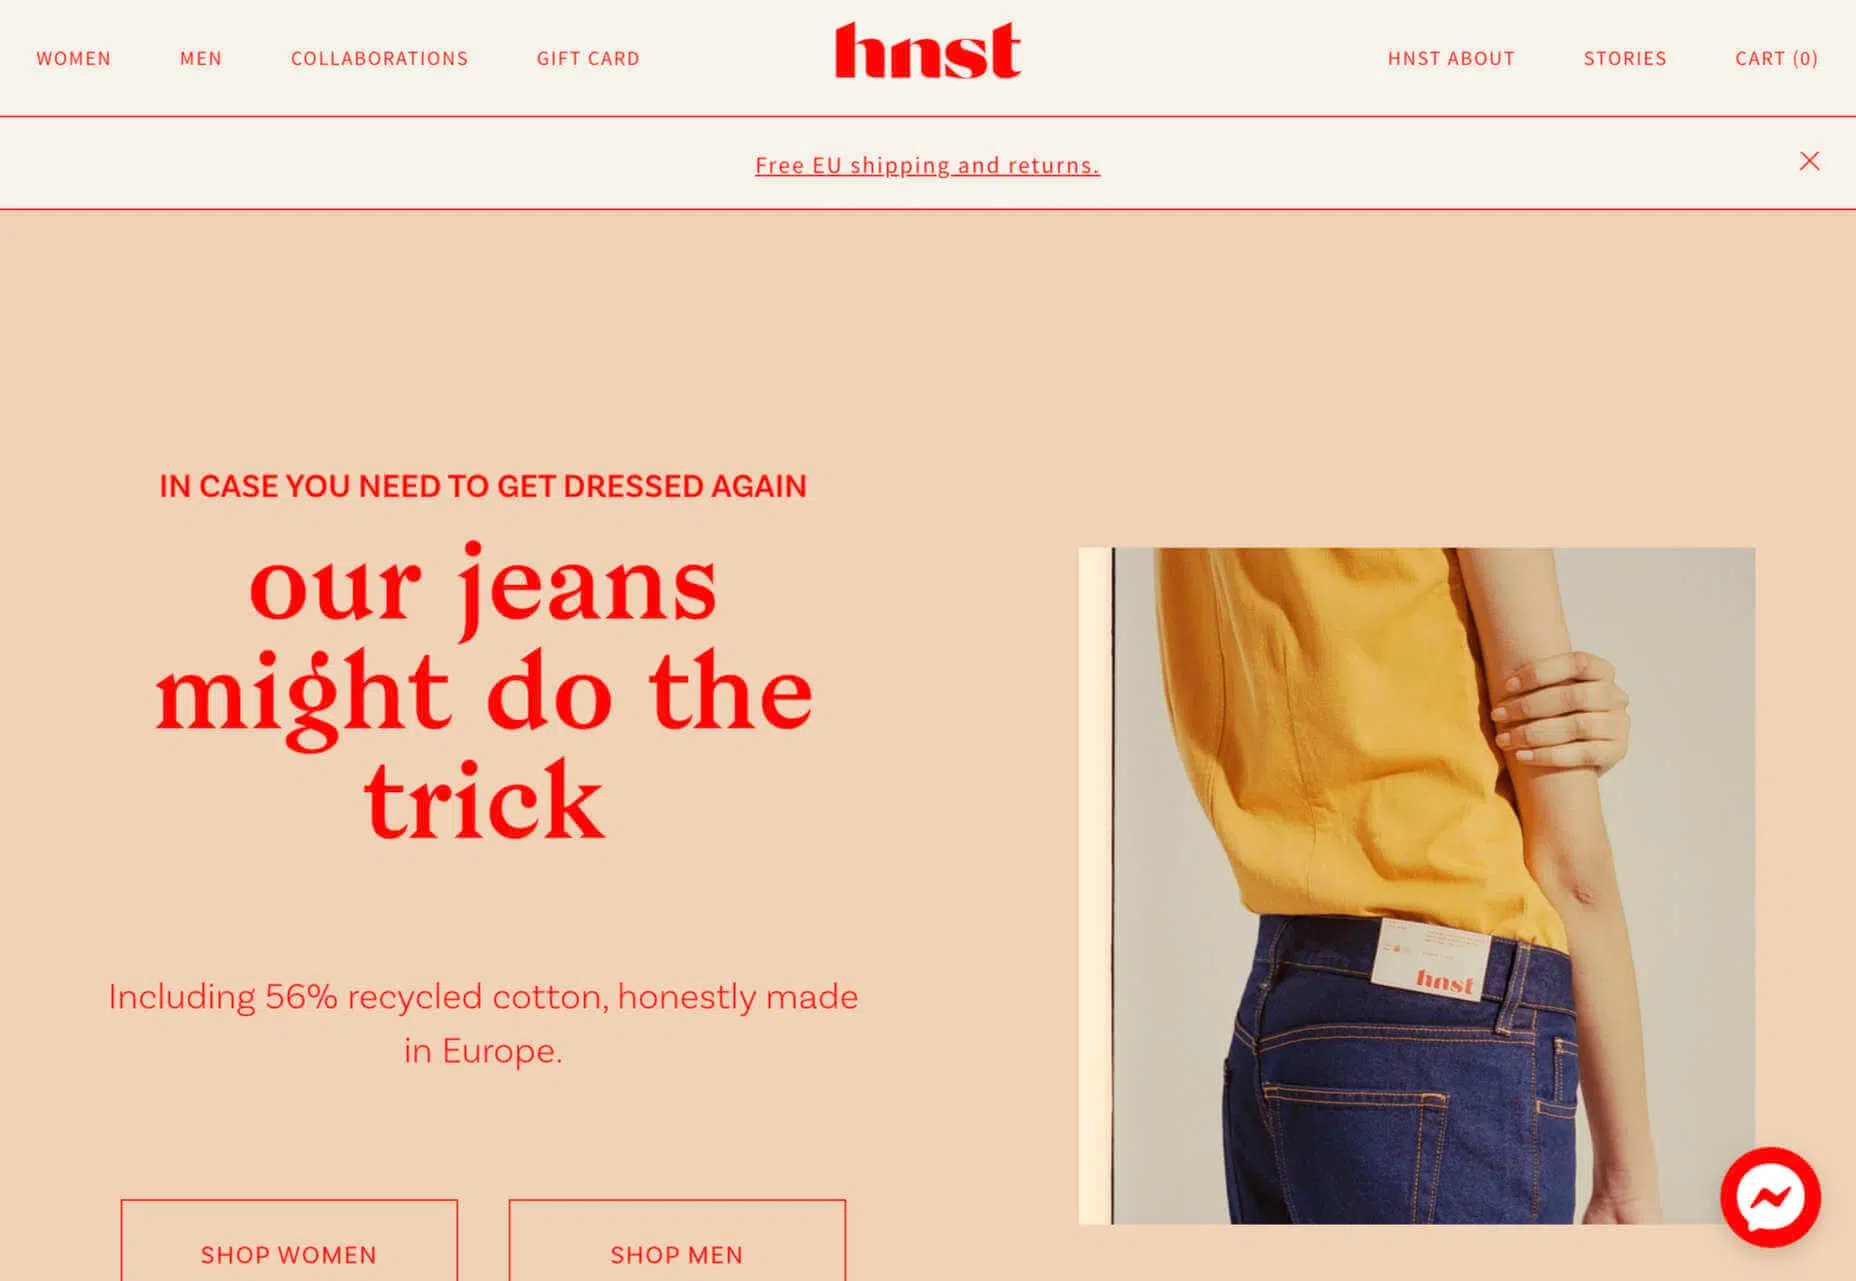 WOMEN MEN COLLABORATIONS GIFT CARD hnst HNST ABOUT STORIES CART (0)
Free EU shipping and returns.
IN CASE YOU NEED TO GET DRESSED AGAIN
our jeans
might do the
trick
Including 56% recycled cotton, honestly made
in Europe.
SHOP WOMEN SHOP MEN
hnst